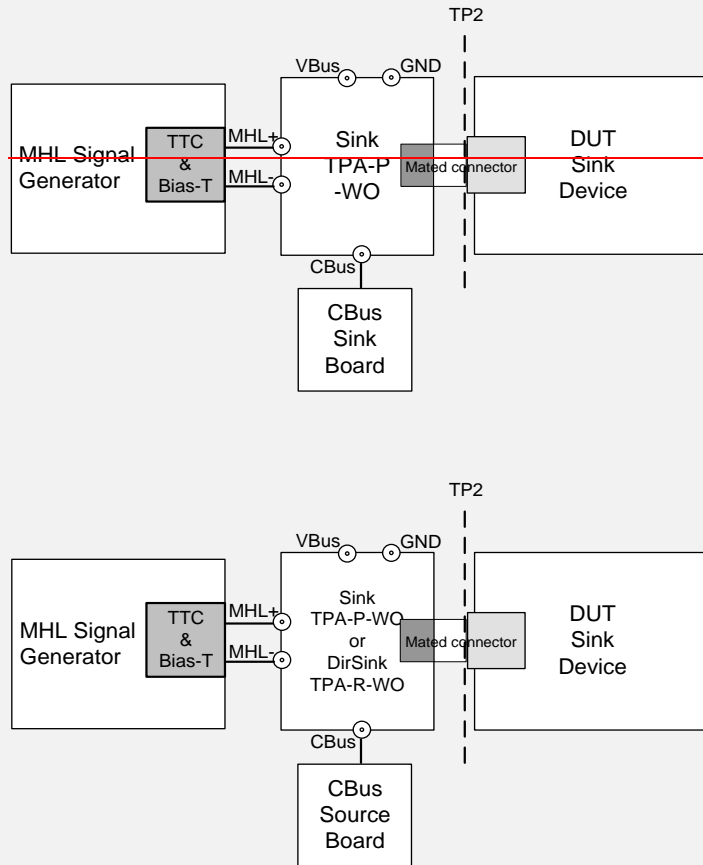 TP2
VBus
GND
MHL Signal
Generator
TTC
&
Bias-T
MHL+
MHL-
Sink
TPA-P
-WO
Mated connector
DUT
Sink
Device
CBus
CBus
Sink
Board
TP2
VBus
GND
MHL Signal
Generator
TTC
&
Bias-T
MHL+
MHL-
Sink
TPA-P-WO
or
DirSink
TPA-R-WO
Mated connector
DUT
Sink
Device
CBus
CBus
Source
Board